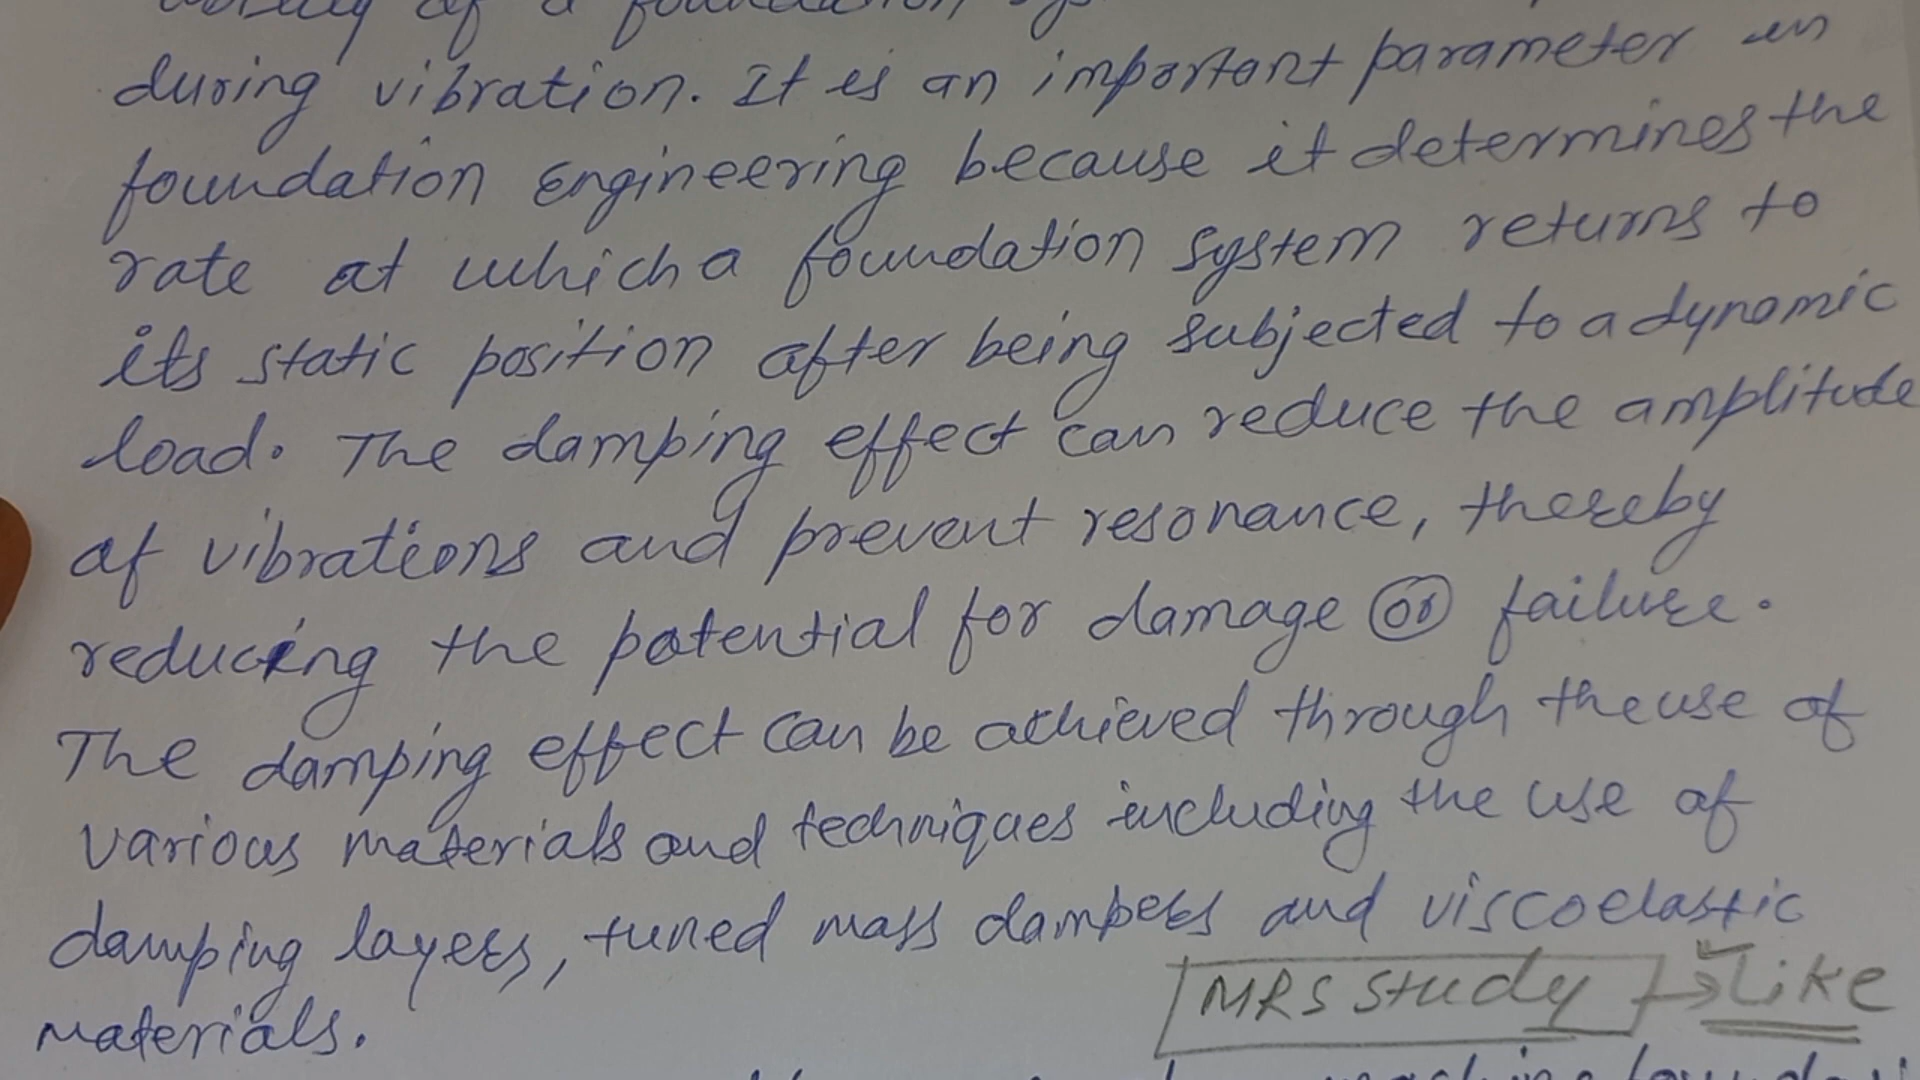 of a foundation
during vibration. It is an important parameter in
foundation Engineering because it determines the
rate at which a foundation system returns to
its static position after being subjected to a dynamic
load. The damping effect can reduce the amplitude
of vibrations and prevent resonance, thereby
reducing the potential for damage or failure.
The damping effect can be achieved through the use of
various materials and techniques including the use of
damping layers, tuned mass dampers and viscoelastic
materials.
MRS Study → Like